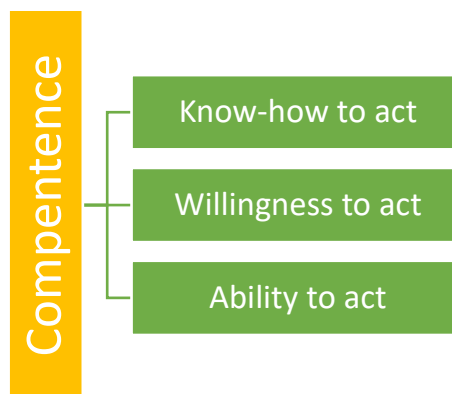 Compentence
Know-how to act
Willingness to act
Ability to act